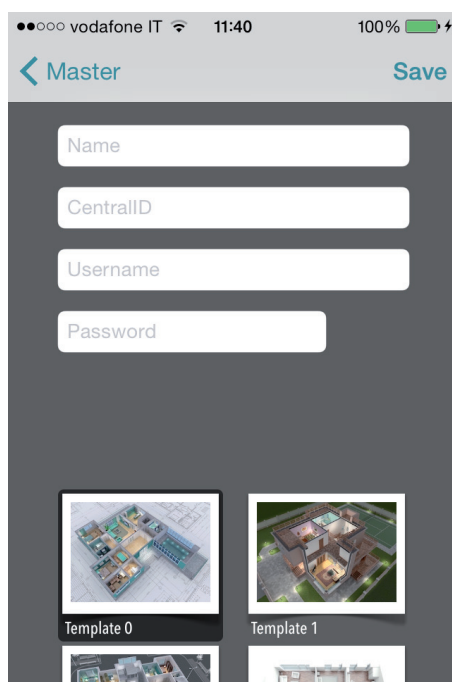 vodafone IT 11:40 100%
Master Save
Name
CentralID
Username
Password
Template 0 Template 1